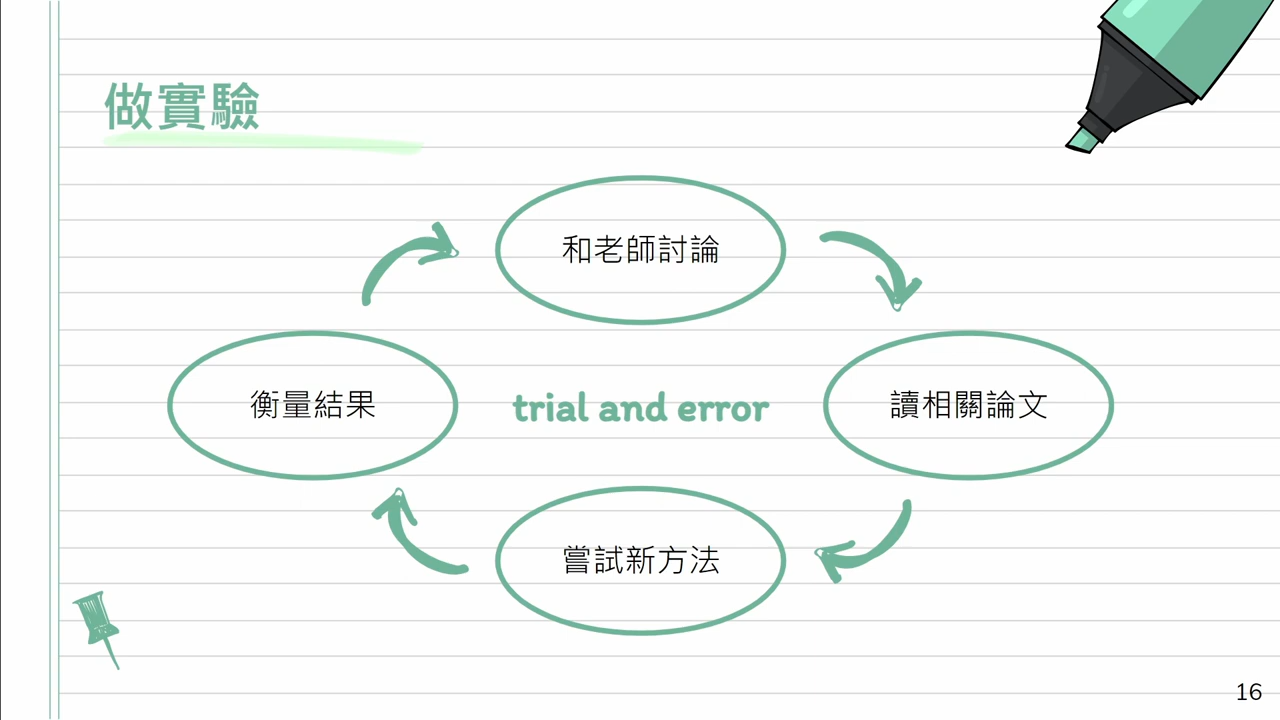 做實驗
和老師討論
衡量結果
trial and error
讀相關論文
嘗試新方法
16